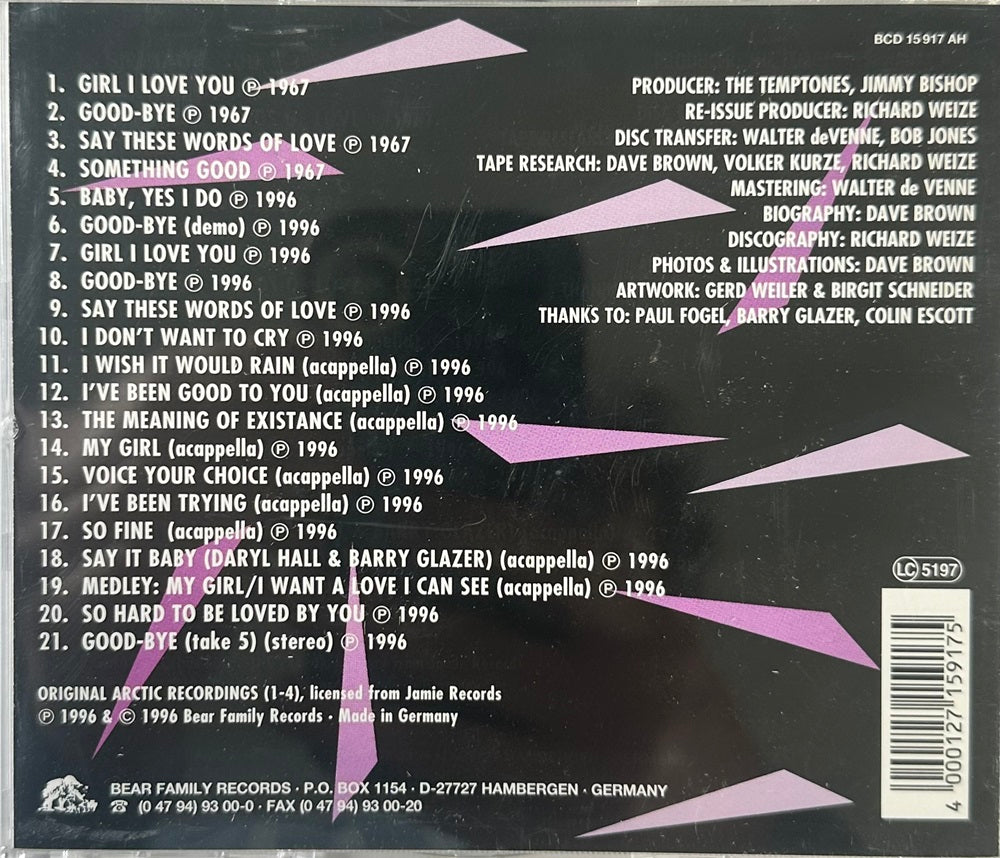 BCD 15917 AH
1. GIRL I LOVE YOU ℗ 1967
2. GOOD-BYE ℗ 1967
3. SAY THESE WORDS OF LOVE ℗ 1967
4. SOMETHING GOOD ℗ 1967
5. BABY, YES I DO ℗ 1996
6. GOOD-BYE (demo) ℗ 1996
7. GIRL I LOVE YOU ℗ 1996
8. GOOD-BYE ℗ 1996
9. SAY THESE WORDS OF LOVE ℗ 1996
10. I DON'T WANT TO CRY ℗ 1996
11. I WISH IT WOULD RAIN (acappella) ℗ 1996
12. I'VE BEEN GOOD TO YOU (acappella) ℗ 1996
13. THE MEANING OF EXISTANCE (acappella) ℗ 1996
14. MY GIRL (acappella) ℗ 1996
15. VOICE YOUR CHOICE (acappella) ℗ 1996
16. I'VE BEEN TRYING (acappella) ℗ 1996
17. SO FINE (acappella) ℗ 1996
18. SAY IT BABY (DARYL HALL & BARRY GLAZER) (acappella) ℗ 1996
19. MEDLEY: MY GIRL/I WANT A LOVE I CAN SEE (acappella) ℗ 1996
20. SO HARD TO BE LOVED BY YOU ℗ 1996
21. GOOD-BYE (take 5) (stereo) ℗ 1996
PRODUCER: THE TEMPTONES, JIMMY BISHOP
RE-ISSUE PRODUCER: RICHARD WEIZE
DISC TRANSFER: WALTER deVENNE, BOB JONES
TAPE RESEARCH: DAVE BROWN, VOLKER KURZE, RICHARD WEIZE
MASTERING: WALTER de VENNE
BIOGRAPHY: DAVE BROWN
DISCOGRAPHY: RICHARD WEIZE
PHOTOS & ILLUSTRATIONS: DAVE BROWN
ARTWORK: GERD WEILER & BIRGIT SCHNEIDER
THANKS TO: PAUL FOGEL, BARRY GLAZER, COLIN ESCOTT
LC 5197
4 000127 159175
ORIGINAL ARCTIC RECORDINGS (1-4), licensed from Jamie Records
℗ 1996 & © 1996 Bear Family Records · Made in Germany
BEAR FAMILY RECORDS · P.O. BOX 1154 · D-27727 HAMBERGEN · GERMANY
☎ (0 47 94) 93 00-0 · FAX (0 47 94) 93 00-20